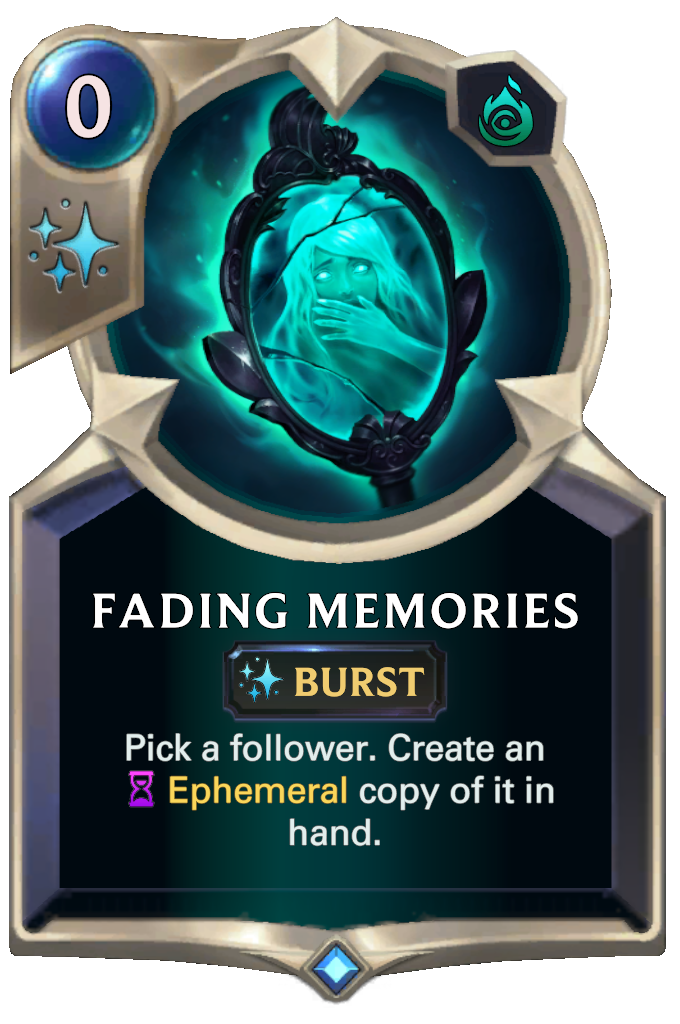 0
FADING MEMORIES
BURST
Pick a follower. Create an
Ephemeral copy of it in
hand.